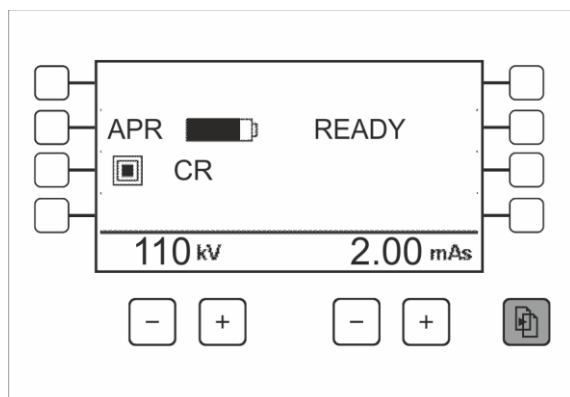 APR READY
CR
110 kV 2.00 mAs
− + − +